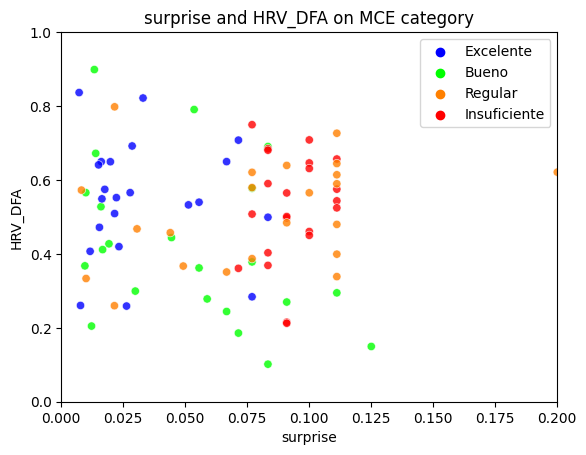 surprise and HRV_DFA on MCE category
Excelente
Bueno
Regular
Insuficiente
HRV_DFA
1.0
0.8
0.6
0.4
0.2
0.0
0.000 0.025 0.050 0.075 0.100 0.125 0.150 0.175 0.200
surprise